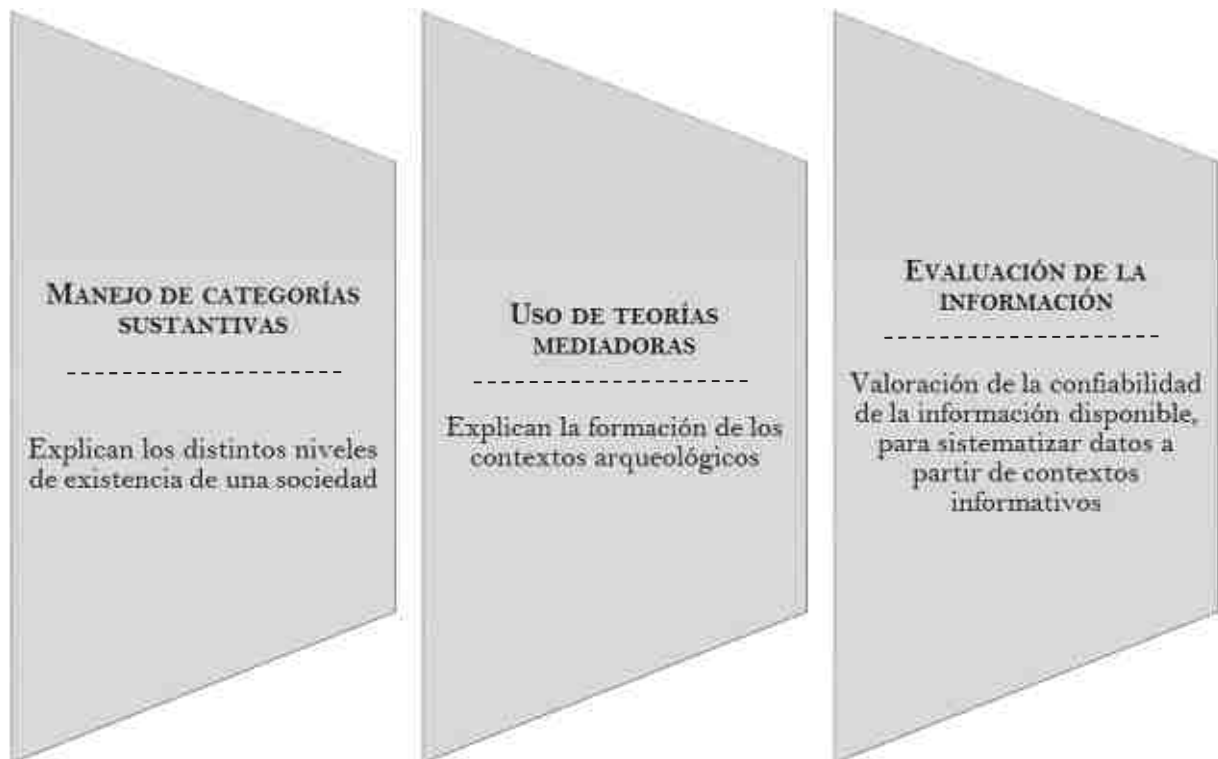 MANEJO DE CATEGORÍAS
SUSTANTIVAS
Explican los distintos niveles
de existencia de una sociedad
USO DE TEORÍAS
MEDIADORAS
Explican la formación de los
contextos arqueológicos
EVALUACIÓN DE LA
INFORMACIÓN
Valoración de la confiabilidad
de la información disponible,
para sistematizar datos a
partir de contextos
informativos